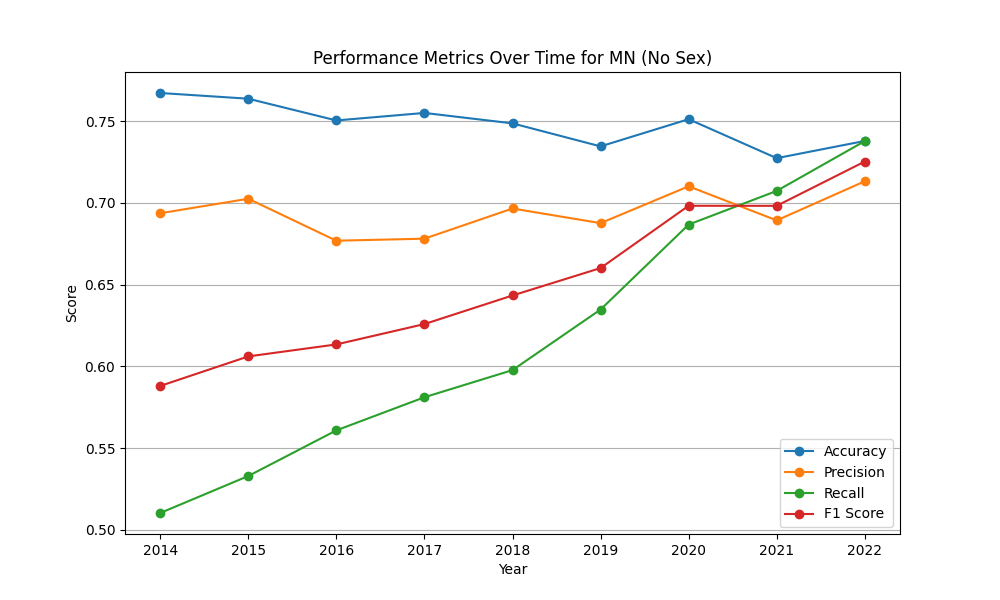 Performance Metrics Over Time for MN (No Sex)
Score
0.75
0.70
0.65
0.60
0.55
0.50
Accuracy
Precision
Recall
F1 Score
2014 2015 2016 2017 2018 2019 2020 2021 2022
Year